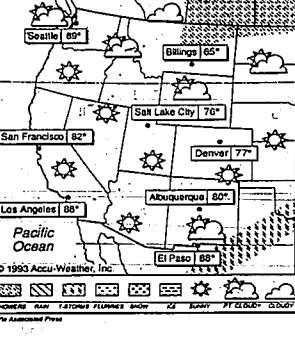 Seattle 69°
Billings 65°
Salt Lake City 76°
San Francisco 82°
Denver 77°
Albuquerque 80°
Los Angeles 88°
Pacific
Ocean
El Paso 88°
© 1993 Accu-Weather, Inc.
SHOWERS RAIN T-STORMS FLURRIES SNOW ICE SUNNY PT. CLOUDY CLOUDY
Associated Press